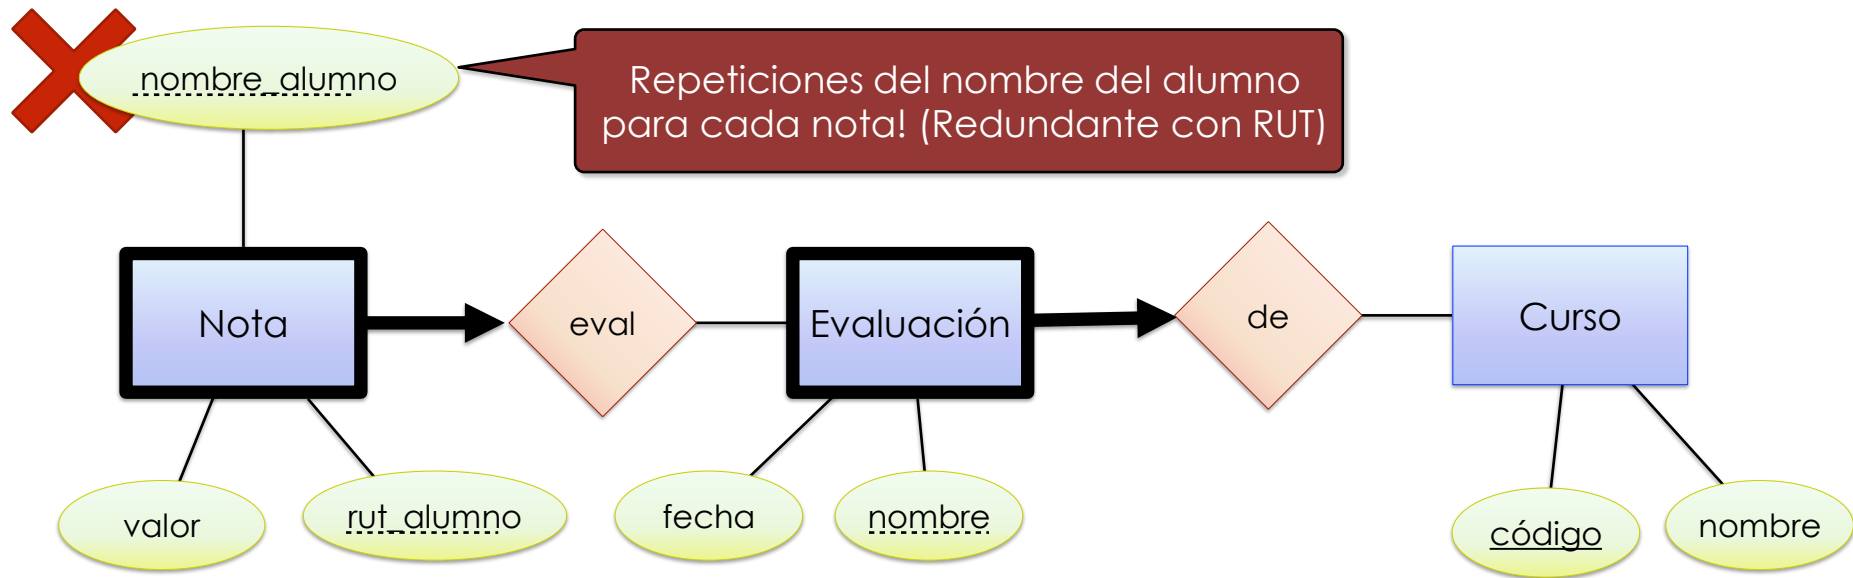 nombre_alumno
Repeticiones del nombre del alumno
para cada nota! (Redundante con RUT)
Nota
eval
Evaluación
de
Curso
valor
rut_alumno
fecha
nombre
código
nombre